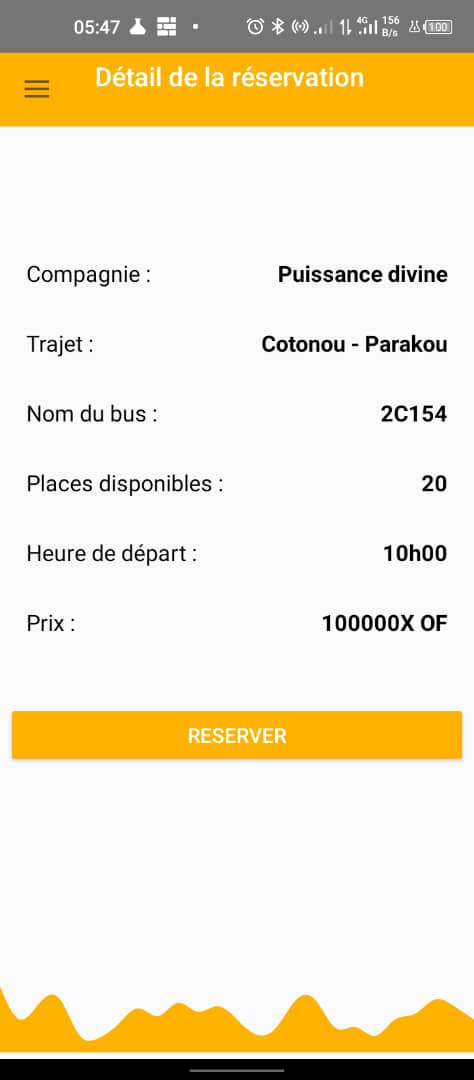 05:47
4G 156 B/s 100
Détail de la réservation
Compagnie : Puissance divine
Trajet : Cotonou - Parakou
Nom du bus : 2C154
Places disponibles : 20
Heure de départ : 10h00
Prix : 100000X OF
RESERVER